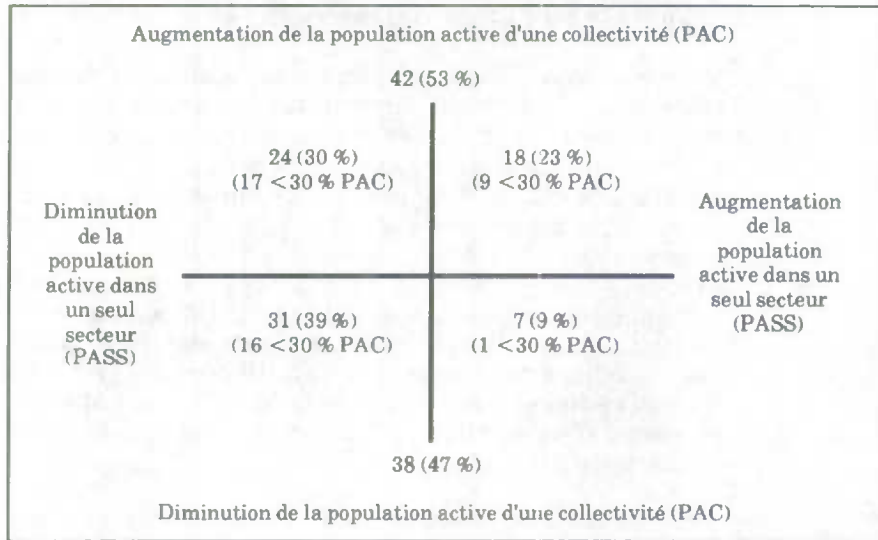 Augmentation de la population active d'une collectivité (PAC)
42 (53 %)
24 (30 %)
(17 <30 % PAC)
18 (23 %)
(9 <30 % PAC)
Diminution
de la
population
active dans
un seul
secteur
(PASS)
Augmentation
de la
population
active dans un
seul secteur
(PASS)
31 (39 %)
(16 <30 % PAC)
7 (9 %)
(1 <30 % PAC)
38 (47 %)
Diminution de la population active d'une collectivité (PAC)